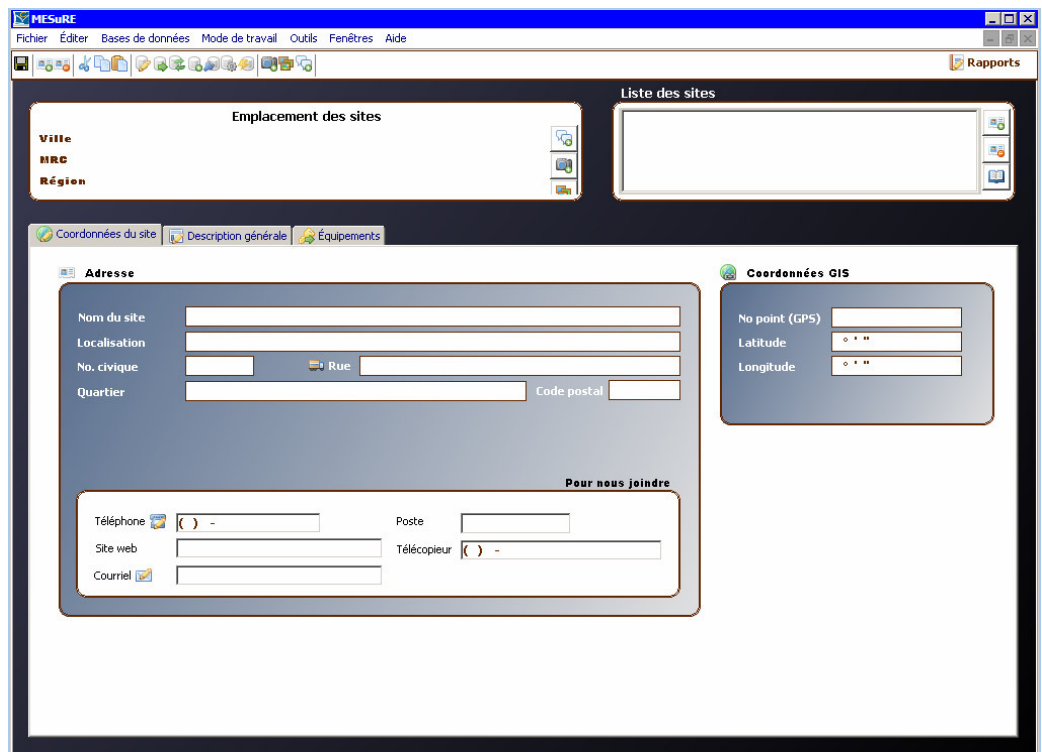 MESuRE
Fichier Éditer Bases de données Mode de travail Outils Fenêtres Aide
Rapports
Liste des sites
Emplacement des sites
Ville
MRC
Région
Coordonnées du site Description générale Équipements
Adresse
Coordonnées GIS
Nom du site
No point (GPS)
Localisation
Latitude ° ' "
No. civique Rue
Longitude ° ' "
Quartier Code postal
Pour nous joindre
Téléphone ( ) - Poste
Site web Télécopieur ( ) -
Courriel